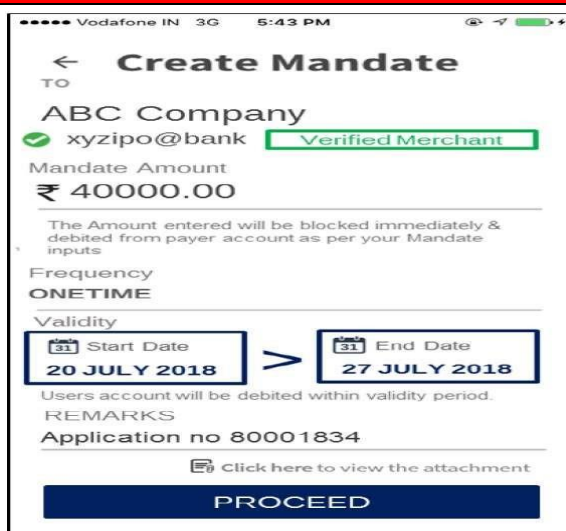 Vodafone IN 3G 5:43 PM
← Create Mandate
TO
ABC Company
xyzipo@bank Verified Merchant
Mandate Amount
₹ 40000.00
The Amount entered will be blocked immediately &
debited from payer account as per your Mandate
inputs
Frequency
ONETIME
Validity
31 Start Date > 31 End Date
20 JULY 2018 27 JULY 2018
Users account will be debited within validity period.
REMARKS
Application no 80001834
Click here to view the attachment
PROCEED